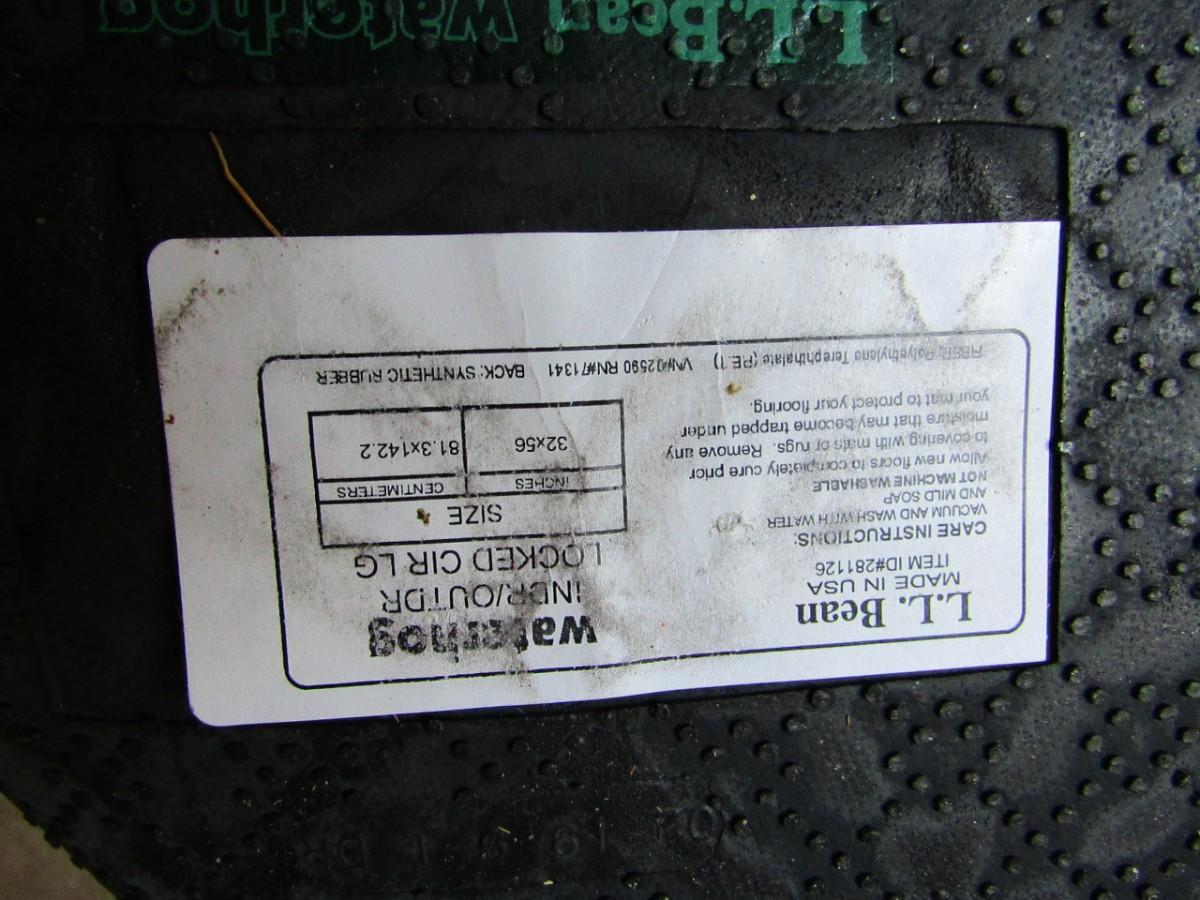 L.L. Bean
MADE IN USA
ITEM ID#281126
CARE INSTRUCTIONS:
VACUUM AND WASH WITH WATER
AND MILD SOAP
NOT MACHINE WASHABLE
Allow new floors to completely cure prior
to covering with mats or rugs. Remove any
moisture that may become trapped under
your mat to protect your flooring.
waterhog
INDR/OUTDR
LOCKED CIR LG
SIZE
INCHES CENTIMETERS
32x56 81.3x142.2
FIBER: Polyethylene Terephthalate (P.E.T) VN#02590 RN#71341 BACK: SYNTHETIC RUBBER
L.L.Bean waterhog